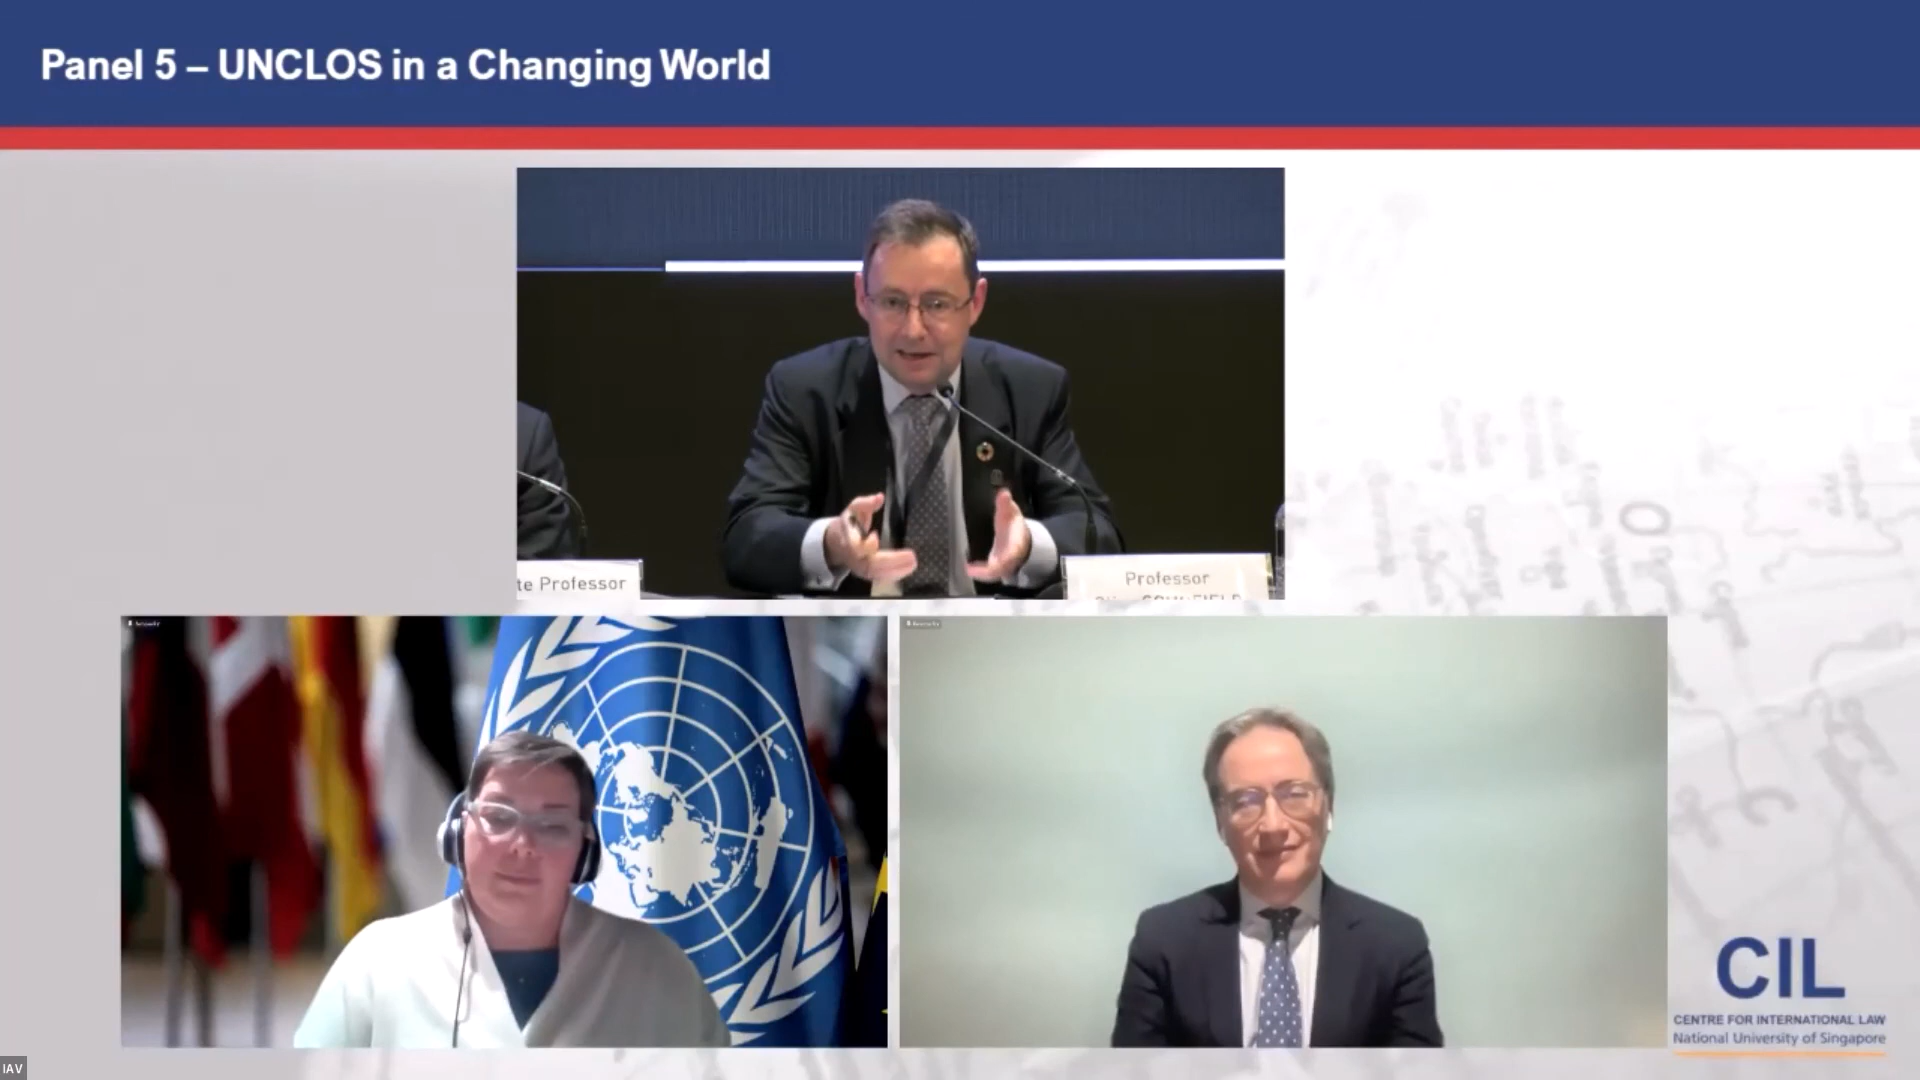 Panel 5 – UNCLOS in a Changing World
te Professor
Professor
CIL
CENTRE FOR INTERNATIONAL LAW
National University of Singapore
IAV